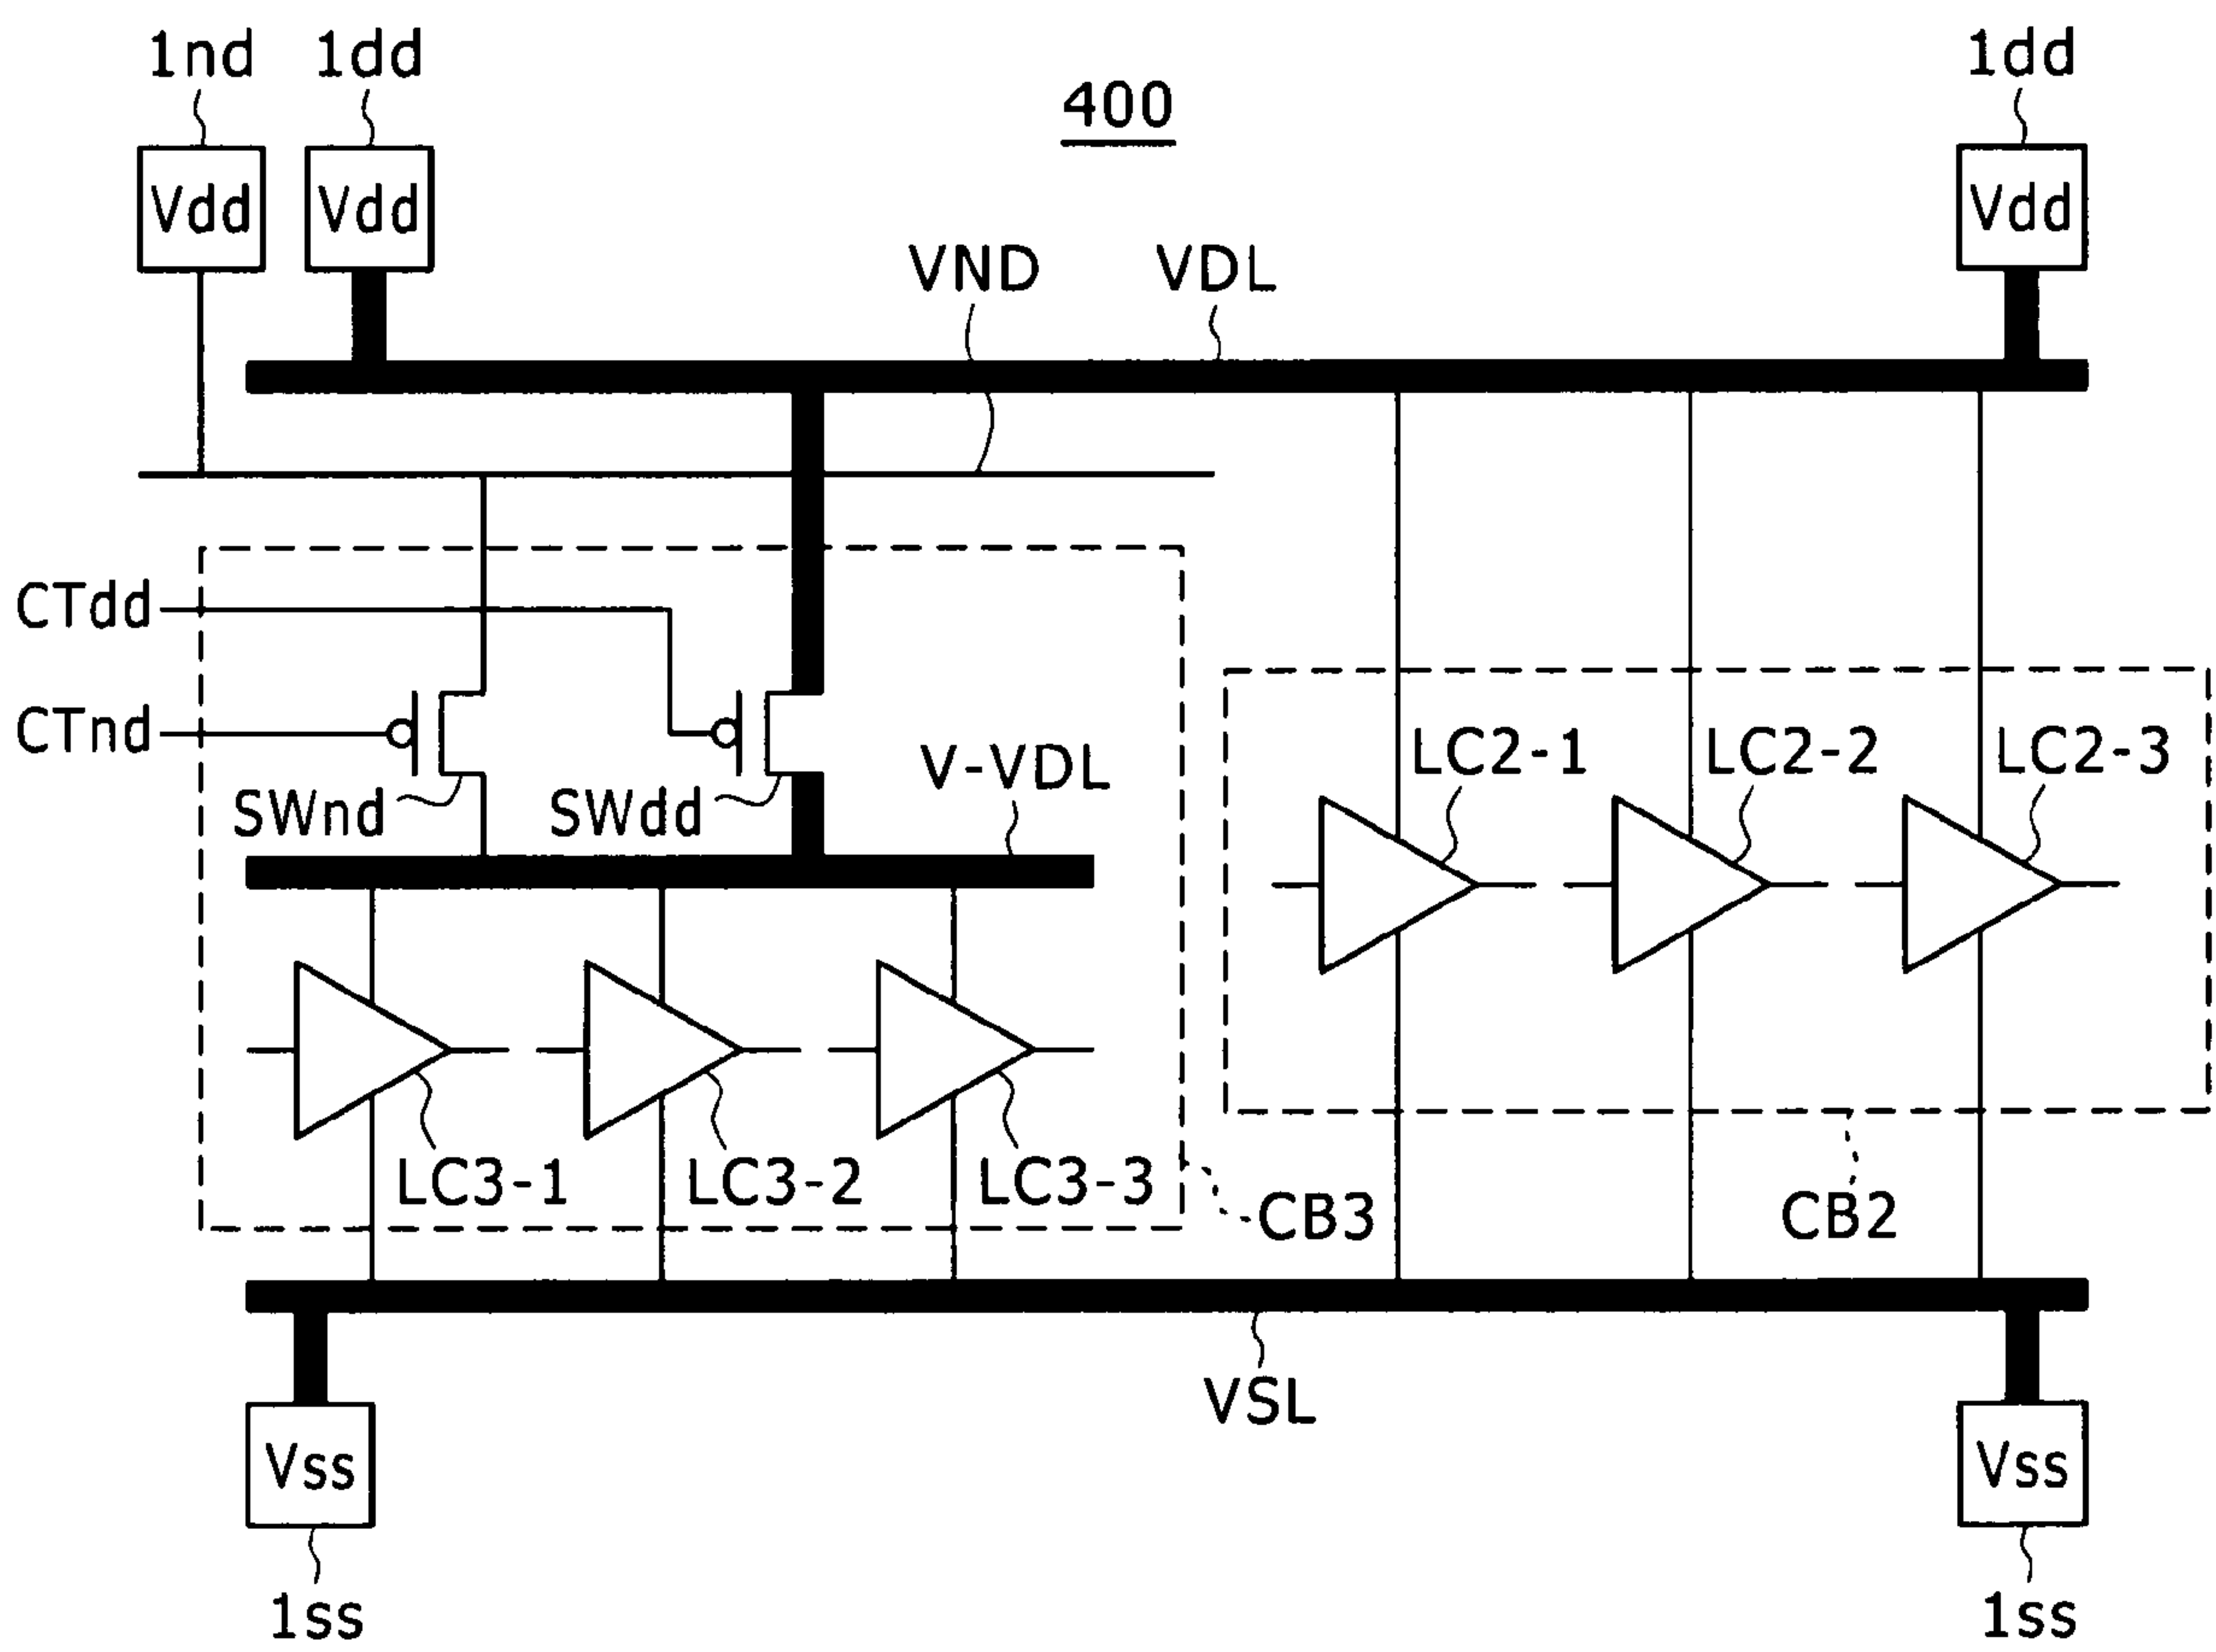 1nd
1dd
1dd
400
Vdd
Vdd
Vdd
VND
VDL
CTdd
CTnd
SWnd
SWdd
V-VDL
LC2-1
LC2-2
LC2-3
LC3-1
LC3-2
LC3-3
CB3
CB2
VSL
Vss
Vss
1ss
1ss